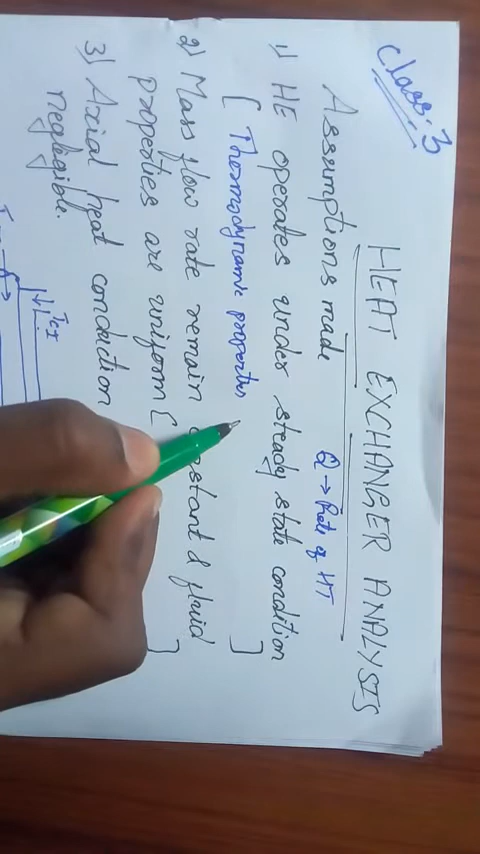 Class-3
HEAT EXCHANGER ANALYSIS
Assumptions made
Q → Rate of HT
1) HE operates under steady state condition
[ Thermodynamic properties ]
2) Mass flow rate remain constant & fluid
properties are uniform [ ]
3) Axial heat conduction
neglegible.